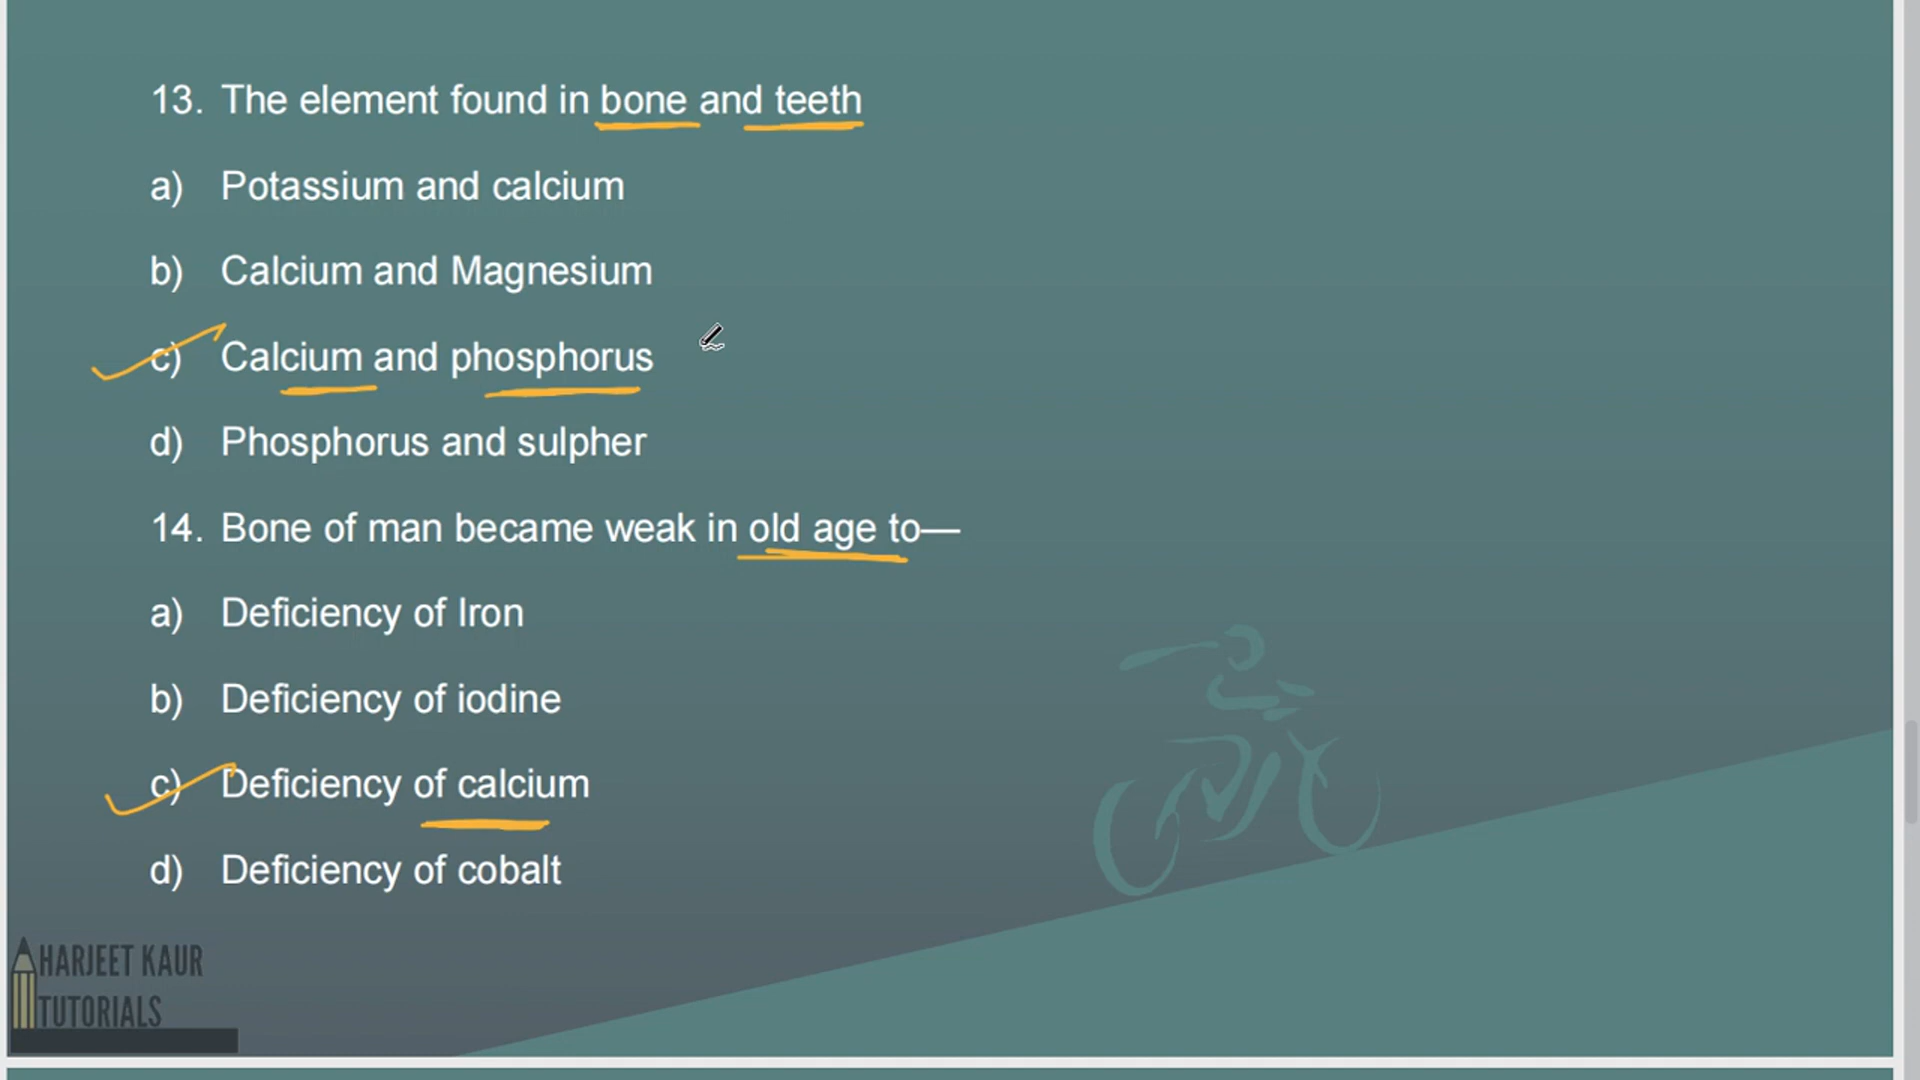 13. The element found in bone and teeth
a) Potassium and calcium
b) Calcium and Magnesium
c) Calcium and phosphorus
d) Phosphorus and sulpher
14. Bone of man became weak in old age to—
a) Deficiency of Iron
b) Deficiency of iodine
c) Deficiency of calcium
d) Deficiency of cobalt
HARJEET KAUR
TUTORIALS